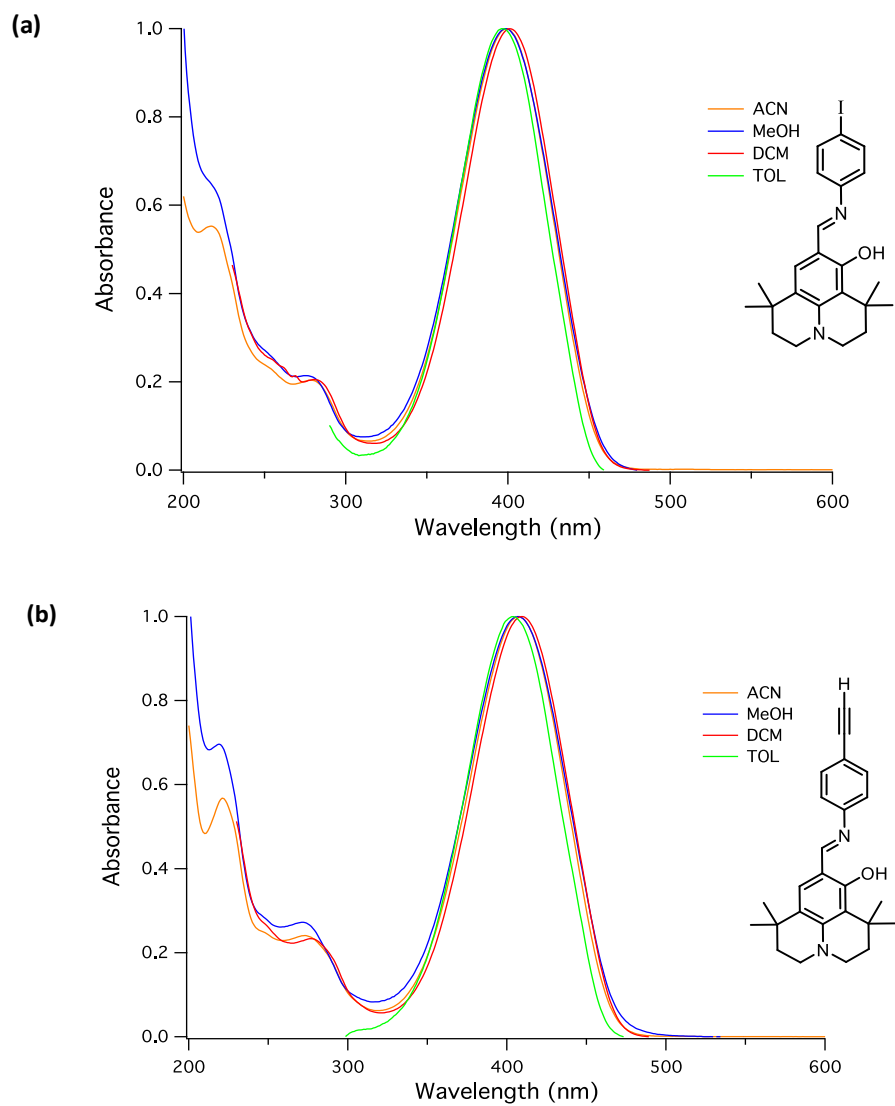 (a)
1.0
0.8
0.6
0.4
0.2
0.0
Absorbance
200
300
400
500
600
Wavelength (nm)
ACN
MeOH
DCM
TOL
I
N
OH
N
(b)
1.0
0.8
0.6
0.4
0.2
0.0
Absorbance
200
300
400
500
600
Wavelength (nm)
ACN
MeOH
DCM
TOL
H
N
OH
N